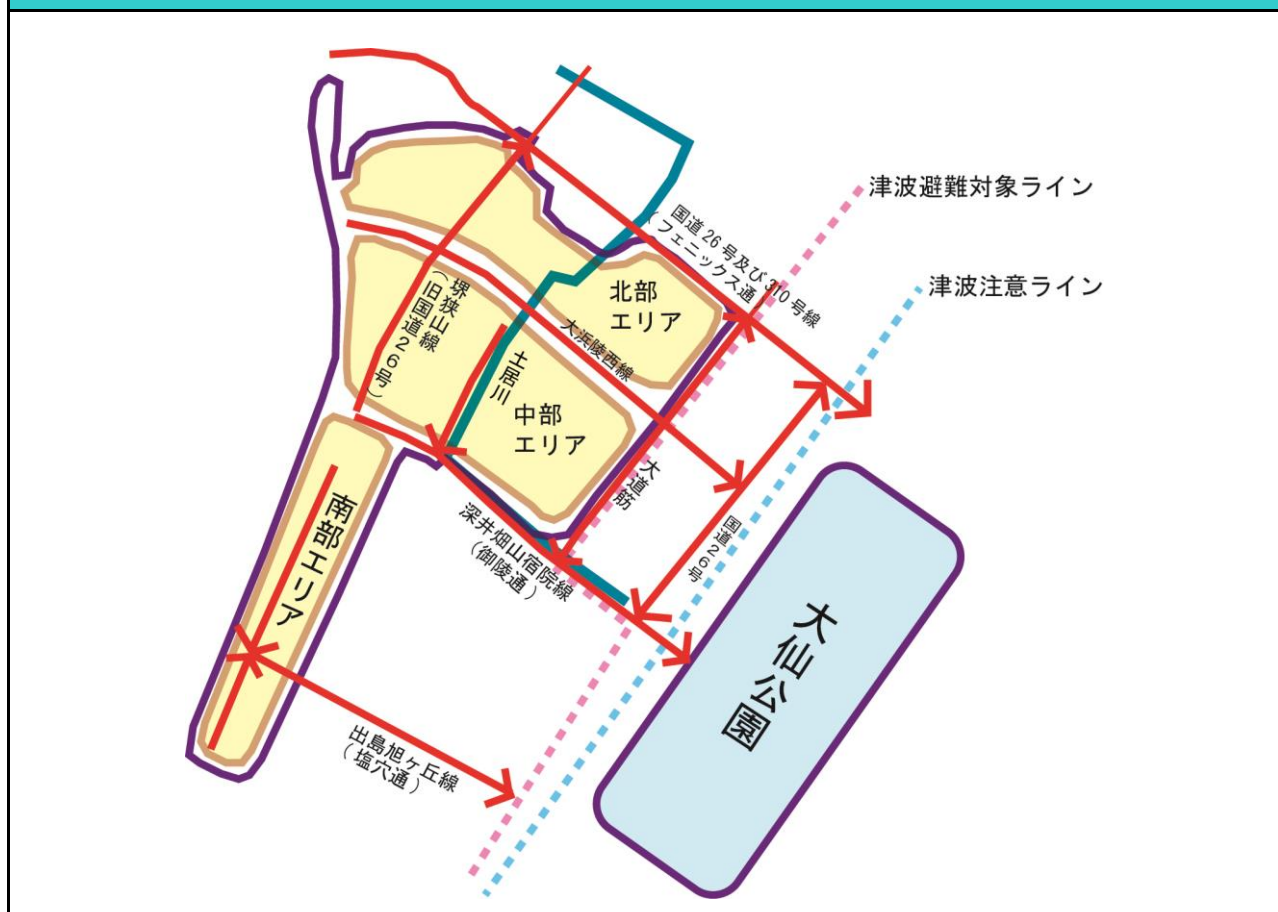 津波避難対象ライン
国道26号及び310号線
(フェニックス通)
津波注意ライン
北部
エリア
堺狭山線
(旧国道26号)
大浜陵西線
土居川
中部
エリア
大道筋
国道26号
南部エリア
深井畑山宿院線
(御陵通)
大仙公園
出島旭ヶ丘線
(塩穴通)